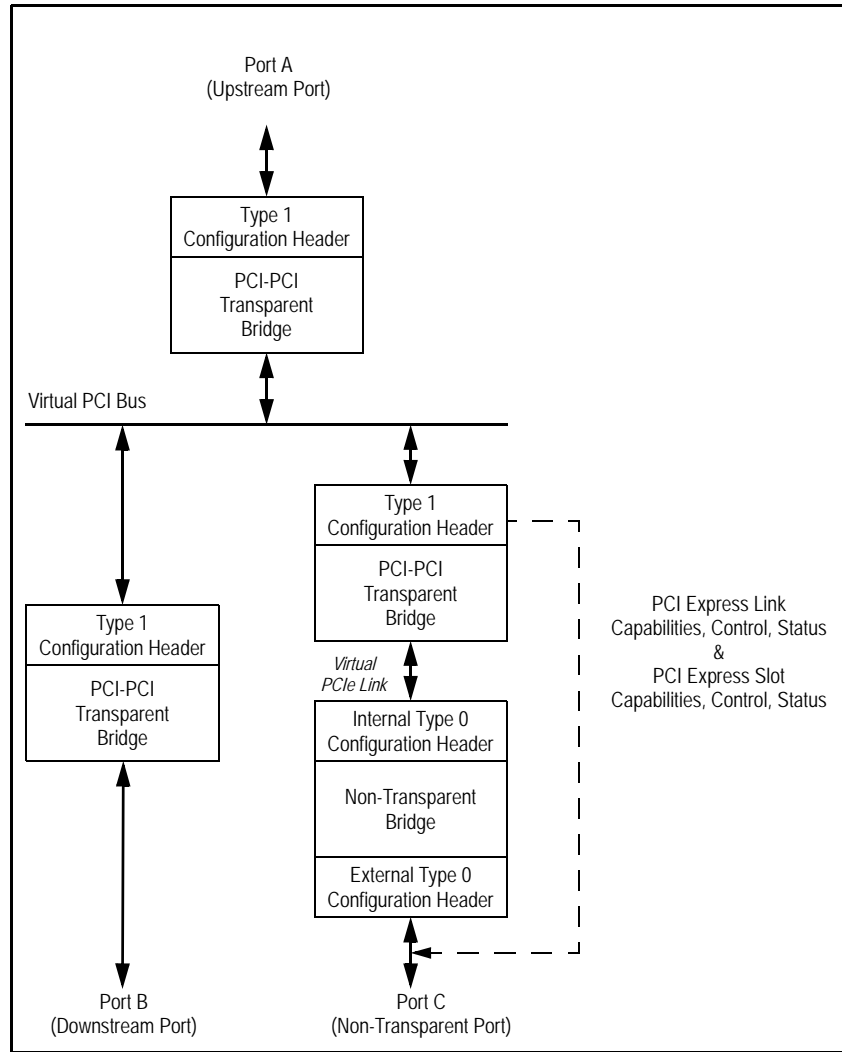 Port A
(Upstream Port)
Type 1
Configuration Header
PCI-PCI
Transparent
Bridge
Virtual PCI Bus
Type 1
Configuration Header
PCI-PCI
Transparent
Bridge
Type 1
Configuration Header
PCI-PCI
Transparent
Bridge
PCI Express Link
Capabilities, Control, Status
&
PCI Express Slot
Capabilities, Control, Status
Virtual
PCIe Link
Internal Type 0
Configuration Header
Non-Transparent
Bridge
External Type 0
Configuration Header
Port B
(Downstream Port)
Port C
(Non-Transparent Port)